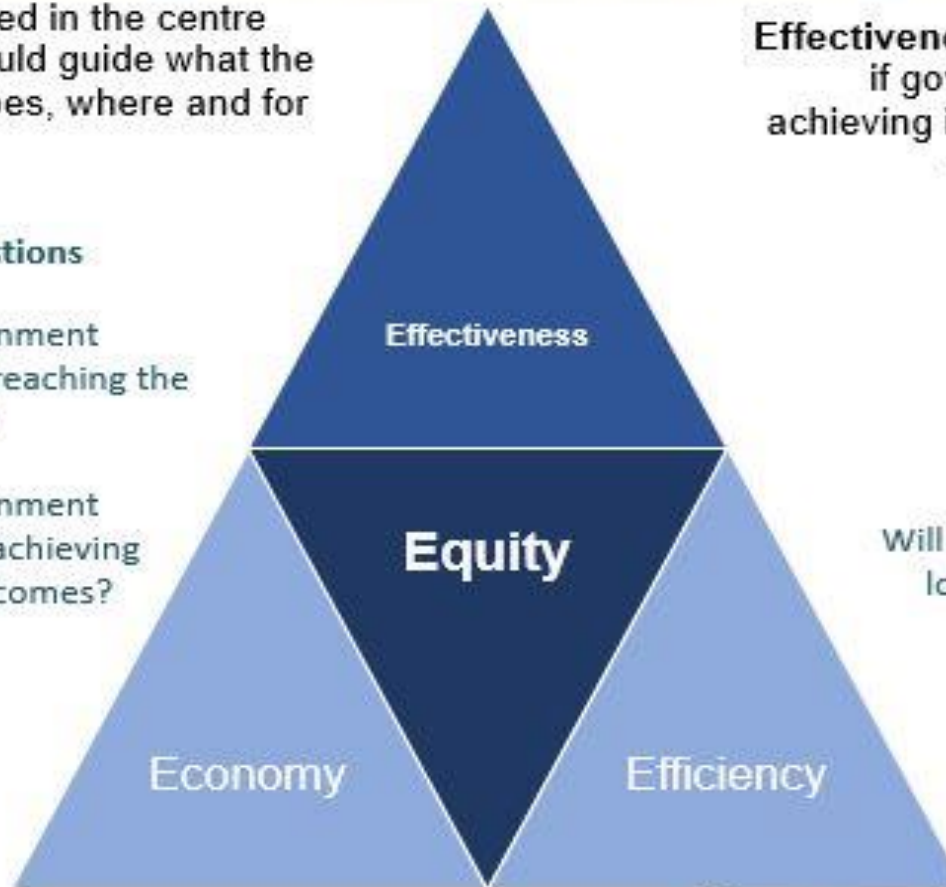 ed in the centre
uld guide what the
es, where and for
Effectiven
if go
achieving i
tions
nment
reaching the
nment
achieving
comes?
Effectiveness
Equity
Will
lo
Economy
Efficiency